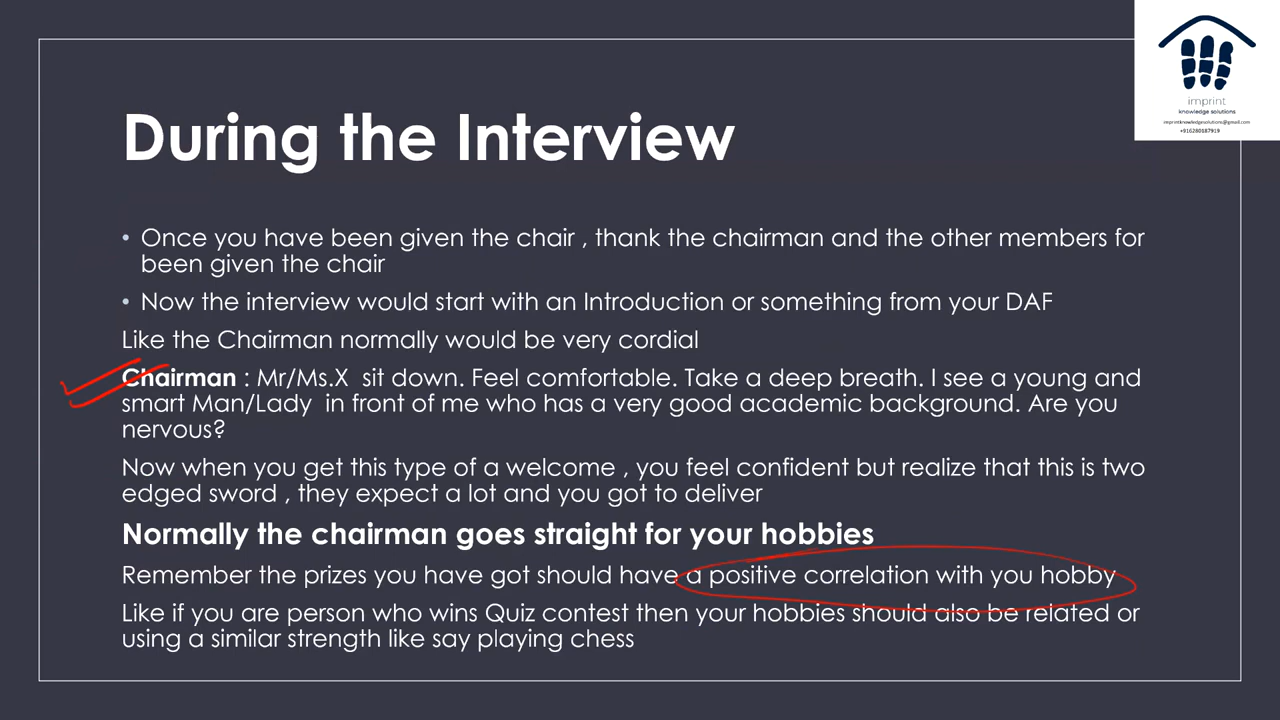 imprint
knowledge solutions
imprintknowledgesolutions@gmail.com
+916280187919
During the Interview
• Once you have been given the chair , thank the chairman and the other members for
been given the chair
• Now the interview would start with an Introduction or something from your DAF
Like the Chairman normally would be very cordial
Chairman : Mr/Ms.X sit down. Feel comfortable. Take a deep breath. I see a young and
smart Man/Lady in front of me who has a very good academic background. Are you
nervous?
Now when you get this type of a welcome , you feel confident but realize that this is two
edged sword , they expect a lot and you got to deliver
Normally the chairman goes straight for your hobbies
Remember the prizes you have got should have a positive correlation with you hobby
Like if you are person who wins Quiz contest then your hobbies should also be related or
using a similar strength like say playing chess